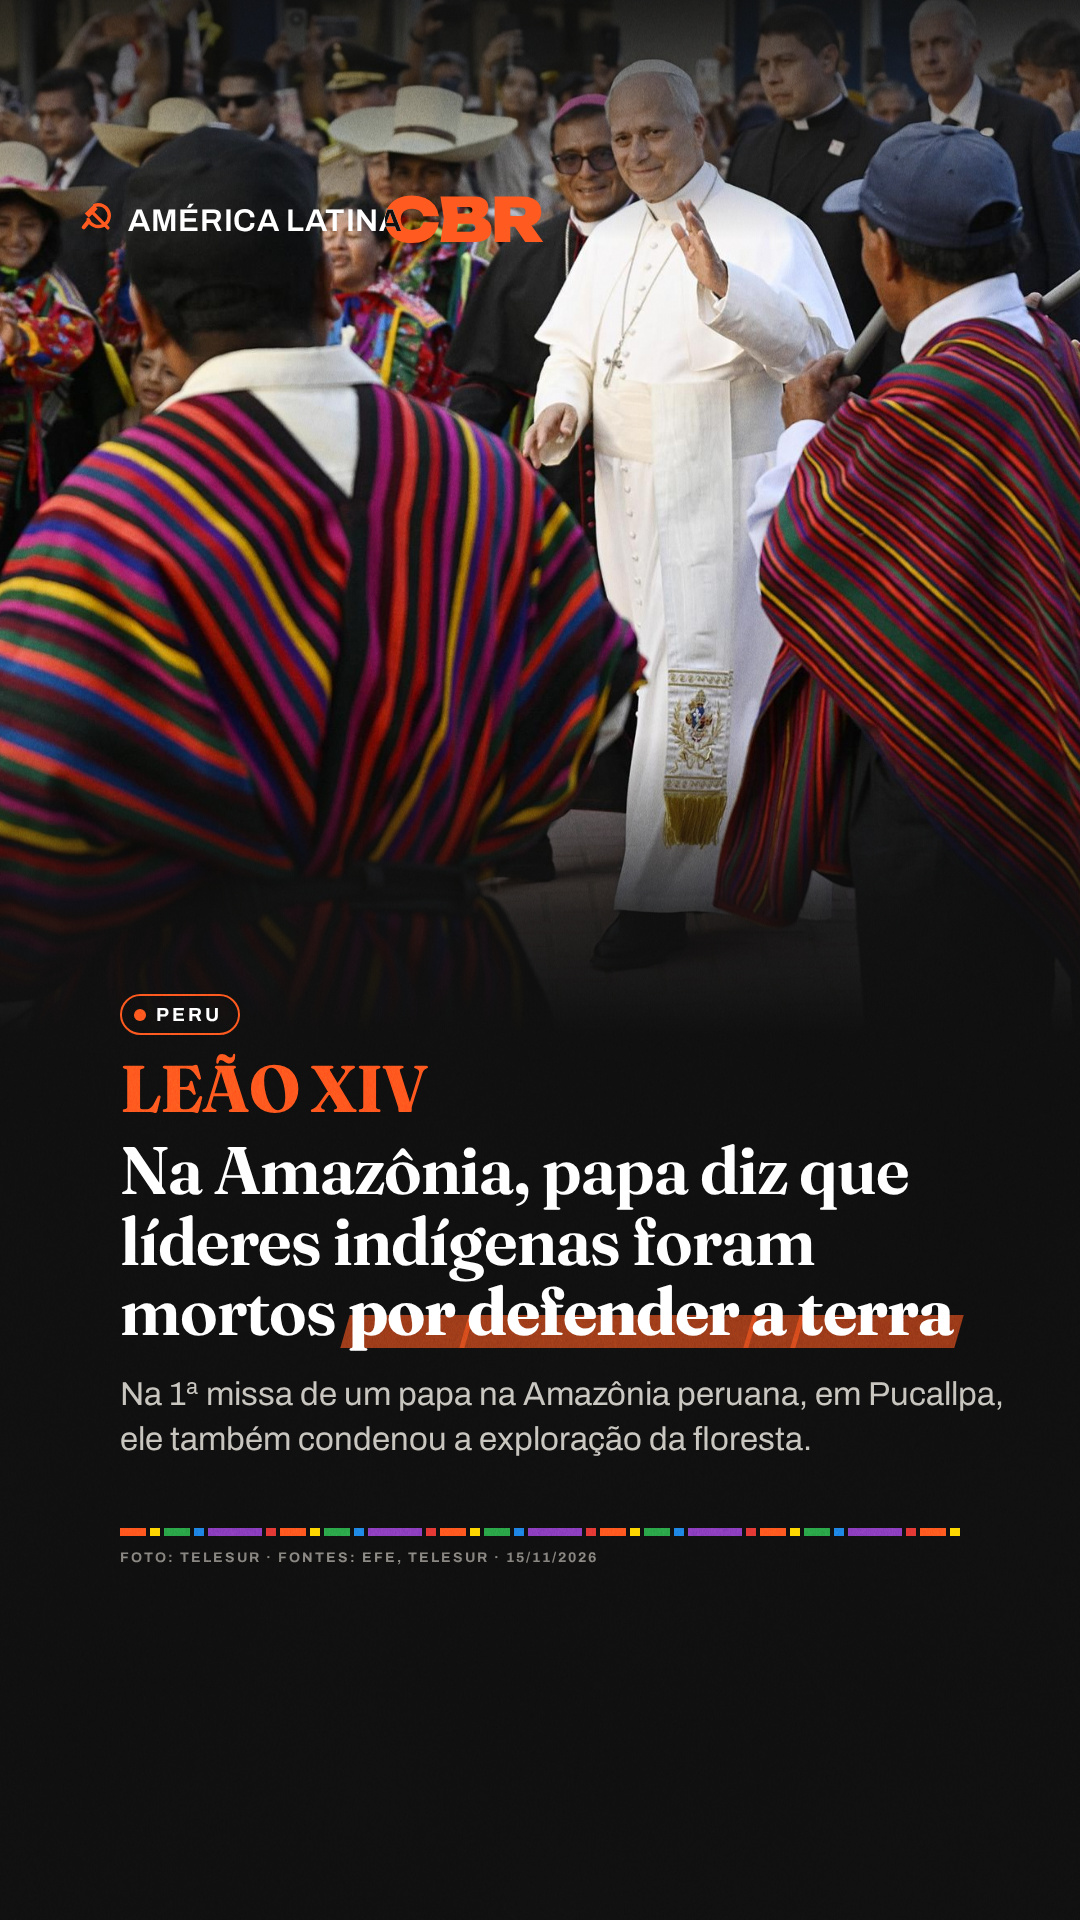 AMÉRICA LATINA CBR
PERU
LEÃO XIV
Na Amazônia, papa diz que
líderes indígenas foram
mortos por defender a terra
Na 1ª missa de um papa na Amazônia peruana, em Pucallpa,
ele também condenou a exploração da floresta.
FOTO: TELESUR · FONTES: EFE, TELESUR · 15/11/2026